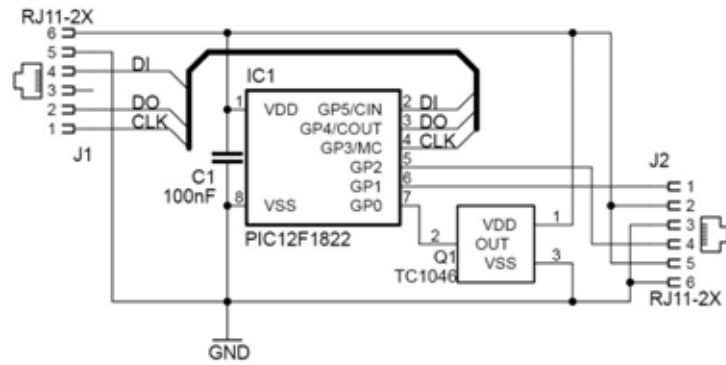 RJ11-2X
6
5
4 DI
3
2 DO
1 CLK
J1
IC1
1 VDD GP5/CIN 2 DI
GP4/COUT 3 DO
GP3/MC 4 CLK
GP2 5
GP1 6
8 VSS GP0 7
PIC12F1822
C1
100nF
VDD 1
2 OUT
VSS 3
Q1
TC1046
J2
1
2
3
4
5
6
RJ11-2X
GND